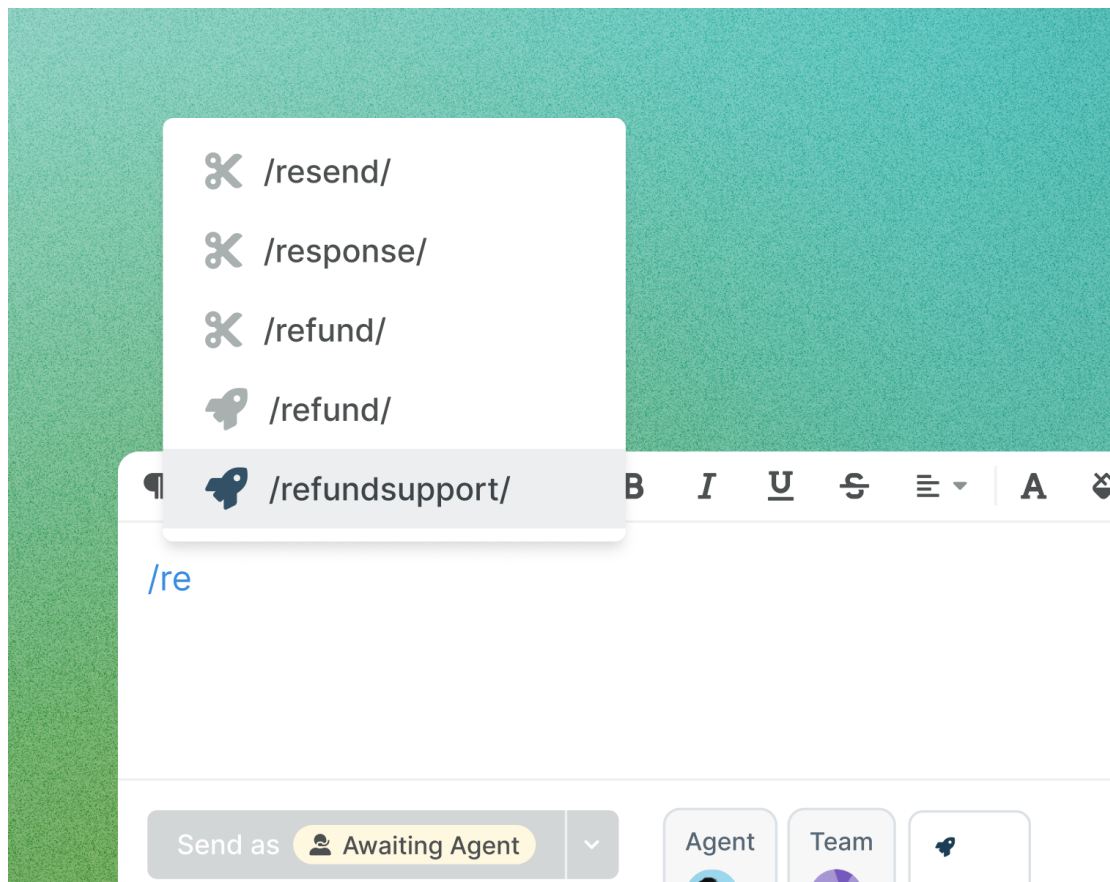 /resend/
/response/
/refund/
/refund/
/refundsupport/
B I U S A
/re
Send as Awaiting Agent
Agent
Team